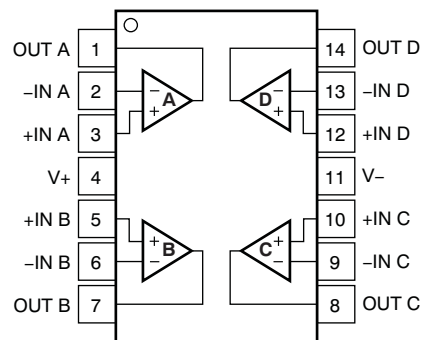 OUT A 1 14 OUT D
−IN A 2 − A D − 13 −IN D
+IN A 3 + + 12 +IN D
V+ 4 11 V−
+IN B 5 + B C + 10 +IN C
−IN B 6 − − 9 −IN C
OUT B 7 8 OUT C